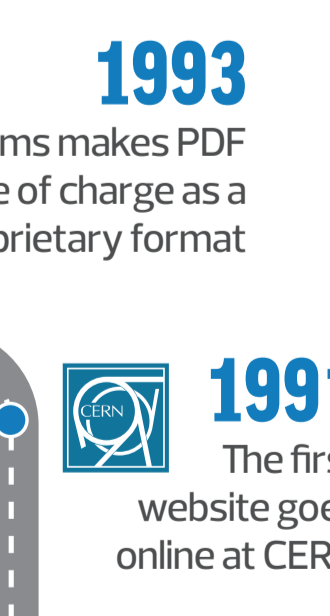 1993
ms makes PDF
e of charge as a
prietary format
CERN
199
The firs
website goe
online at CER